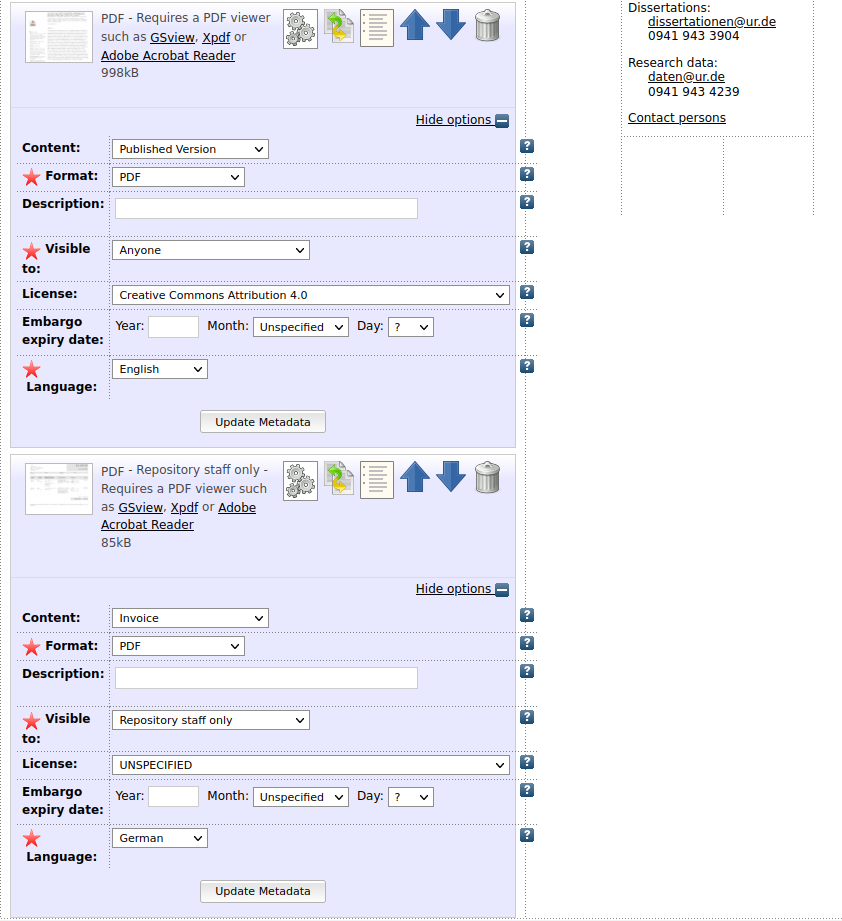 PDF - Requires a PDF viewer
such as GSview, Xpdf or
Adobe Acrobat Reader
998kB
Hide options
Content: Published Version ?
Format: PDF ?
Description: ?
Visible to: Anyone ?
License: Creative Commons Attribution 4.0 ?
Embargo expiry date: Year: Month: Unspecified Day: ? ?
Language: English ?
Update Metadata
PDF - Repository staff only -
Requires a PDF viewer such
as GSview, Xpdf or Adobe
Acrobat Reader
85kB
Hide options
Content: Invoice ?
Format: PDF ?
Description: ?
Visible to: Repository staff only ?
License: UNSPECIFIED ?
Embargo expiry date: Year: Month: Unspecified Day: ? ?
Language: German ?
Update Metadata
Dissertations:
dissertationen@ur.de
0941 943 3904
Research data:
daten@ur.de
0941 943 4239
Contact persons